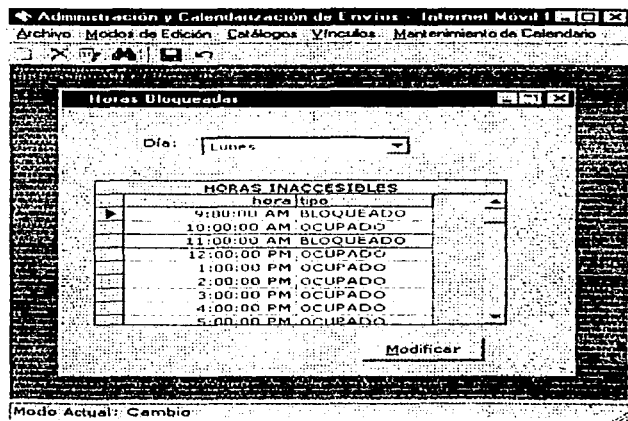 Administración y Calendarización de Envíos - Internet Móvil
Archivo Modos de Edición Catálogos Vínculos Mantenimiento de Calendario
Horas Bloqueadas
Día: Lunes
HORAS INACCESIBLES
hora tipo
9:00:00 AM BLOQUEADO
10:00:00 AM OCUPADO
11:00:00 AM BLOQUEADO
12:00:00 PM OCUPADO
1:00:00 PM OCUPADO
2:00:00 PM OCUPADO
3:00:00 PM OCUPADO
4:00:00 PM OCUPADO
5:00:00 PM OCUPADO
Modificar
Modo Actual: Cambio